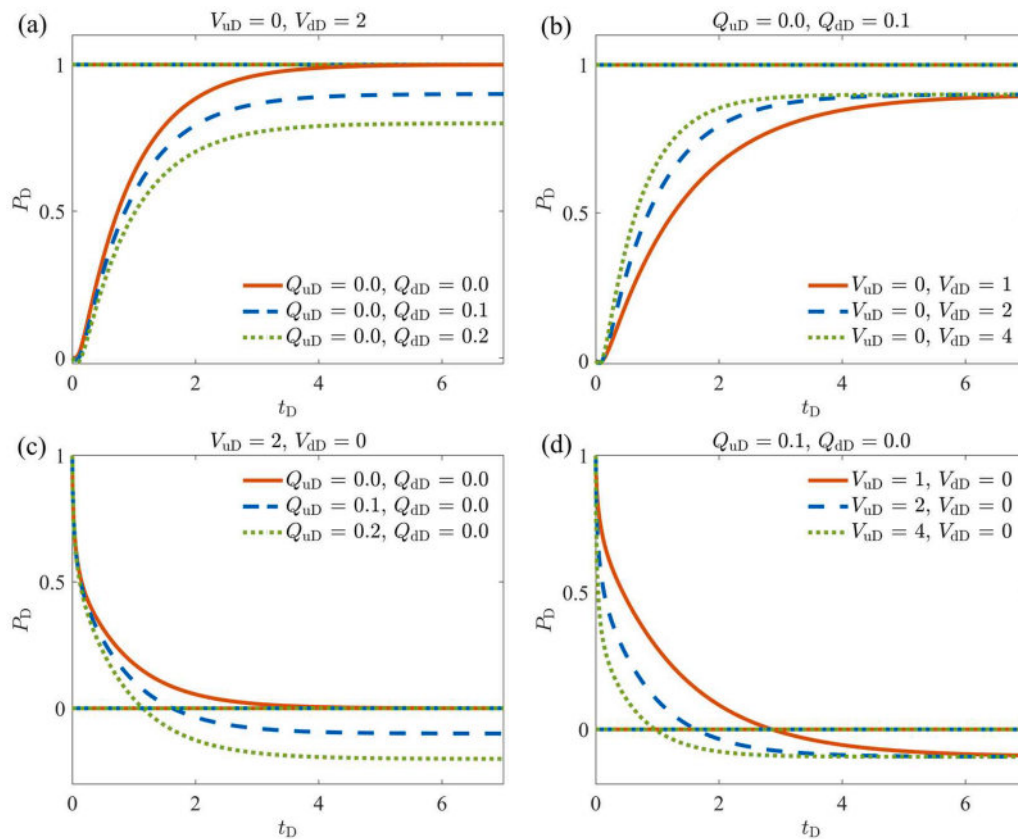 (a)
V_uD = 0, V_dD = 2
1
0.5
0
P_D
Q_uD = 0.0, Q_dD = 0.0
Q_uD = 0.0, Q_dD = 0.1
Q_uD = 0.0, Q_dD = 0.2
0 2 4 6
t_D
(b)
Q_uD = 0.0, Q_dD = 0.1
1
0.5
0
P_D
V_uD = 0, V_dD = 1
V_uD = 0, V_dD = 2
V_uD = 0, V_dD = 4
0 2 4 6
t_D
(c)
V_uD = 2, V_dD = 0
1
0.5
0
P_D
Q_uD = 0.0, Q_dD = 0.0
Q_uD = 0.1, Q_dD = 0.0
Q_uD = 0.2, Q_dD = 0.0
0 2 4 6
t_D
(d)
Q_uD = 0.1, Q_dD = 0.0
1
0.5
0
P_D
V_uD = 1, V_dD = 0
V_uD = 2, V_dD = 0
V_uD = 4, V_dD = 0
0 2 4 6
t_D